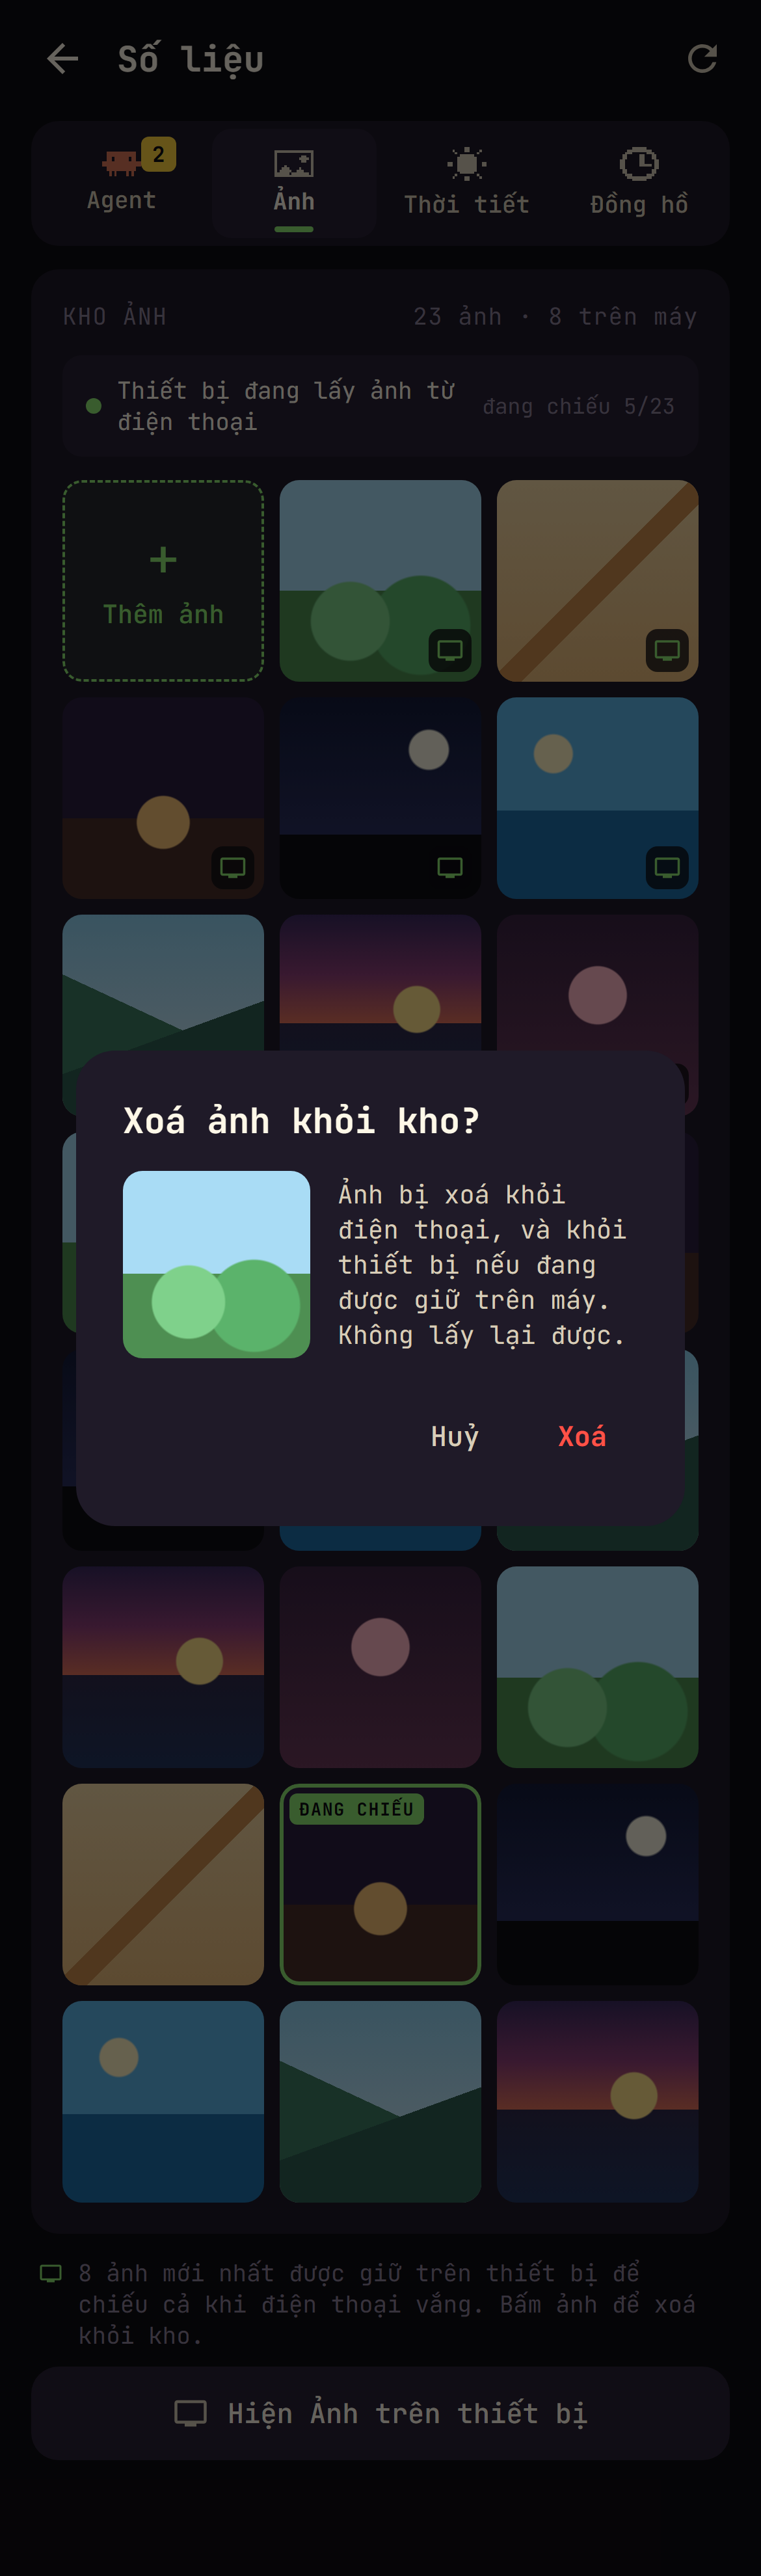 Số liệu
2
Agent
Ảnh
Thời tiết
Đồng hồ
KHO ẢNH
23 ảnh · 8 trên máy
Thiết bị đang lấy ảnh từ
điện thoại
đang chiếu 5/23
+
Thêm ảnh
Xoá ảnh khỏi kho?
Ảnh bị xoá khỏi
điện thoại, và khỏi
thiết bị nếu đang
được giữ trên máy.
Không lấy lại được.
Huỷ
Xoá
ĐANG CHIẾU
8 ảnh mới nhất được giữ trên thiết bị để
chiếu cả khi điện thoại vắng. Bấm ảnh để xoá
khỏi kho.
Hiện Ảnh trên thiết bị